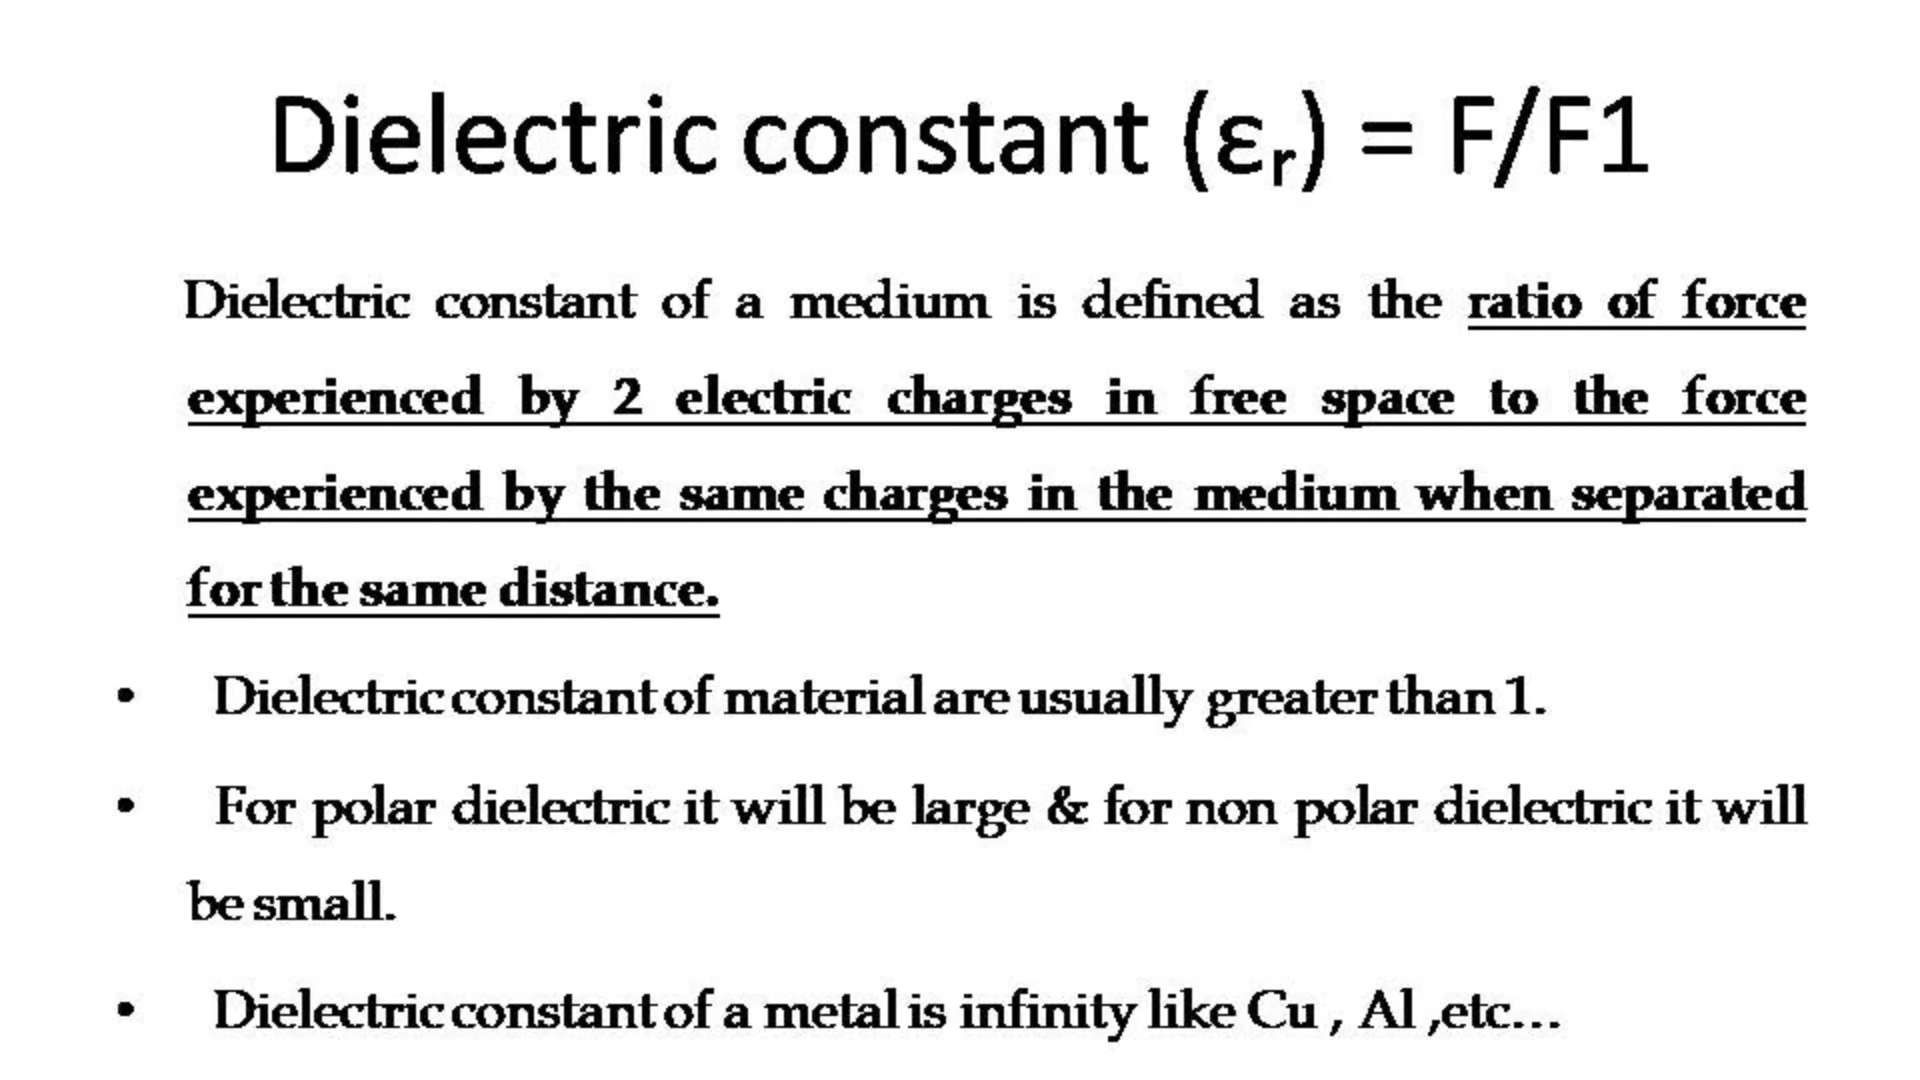 Dielectric constant (εᵣ) = F/F1
Dielectric constant of a medium is defined as the ratio of force
experienced by 2 electric charges in free space to the force
experienced by the same charges in the medium when separated
for the same distance.
• Dielectric constant of material are usually greater than 1.
• For polar dielectric it will be large & for non polar dielectric it will
be small.
• Dielectric constant of a metal is infinity like Cu , Al ,etc...